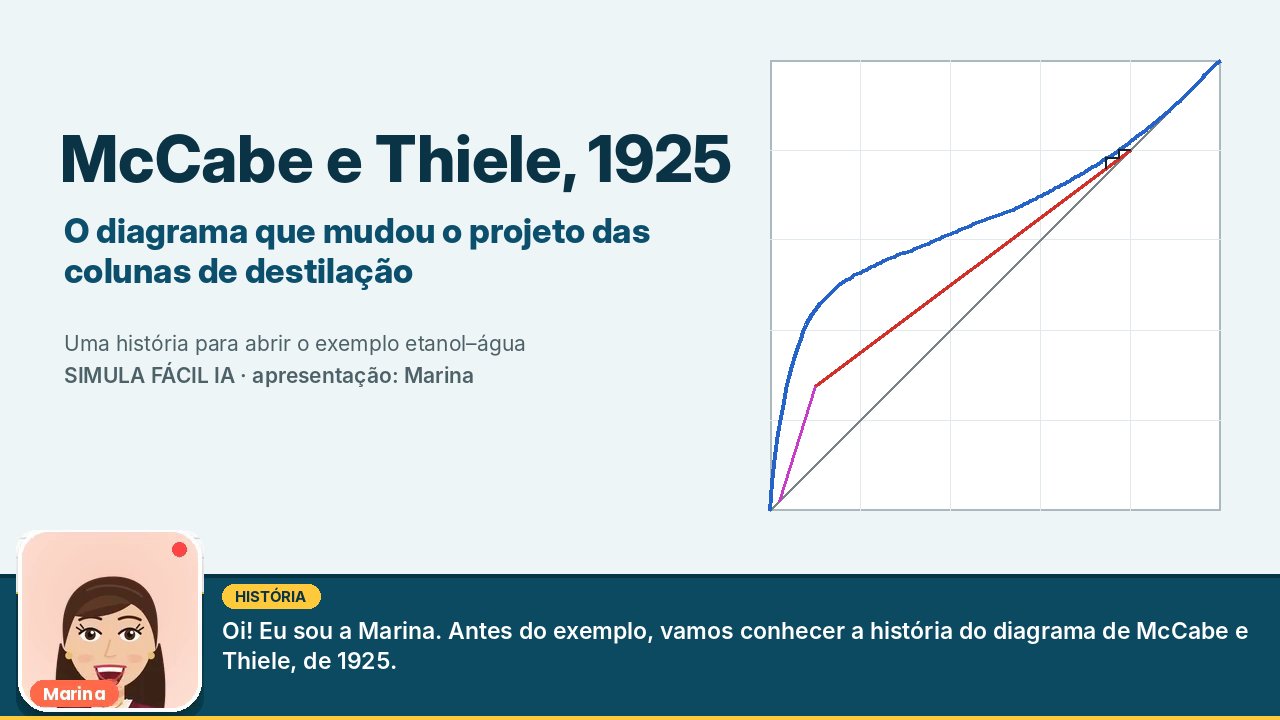 McCabe e Thiele, 1925
O diagrama que mudou o projeto das
colunas de destilação
Uma história para abrir o exemplo etanol–água
SIMULA FÁCIL IA · apresentação: Marina
HISTÓRIA
Oi! Eu sou a Marina. Antes do exemplo, vamos conhecer a história do diagrama de McCabe e
Thiele, de 1925.
Marina